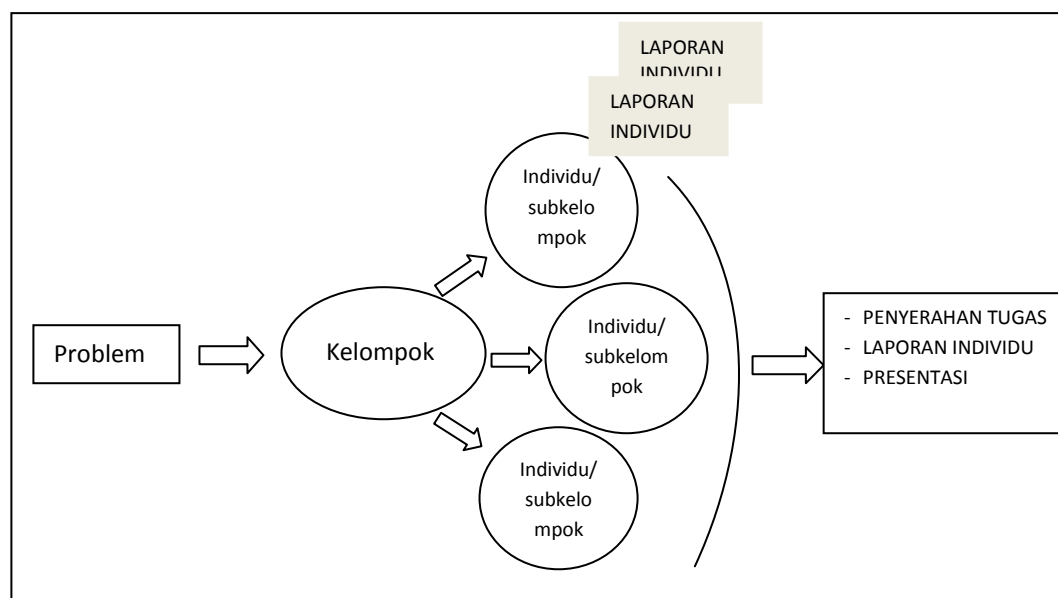 LAPORAN
INDIVIDU
LAPORAN
INDIVIDU
Individu/
subkelo
mpok
Problem
Kelompok
Individu/
subkelom
pok
Individu/
subkelo
mpok
- PENYERAHAN TUGAS
- LAPORAN INDIVIDU
- PRESENTASI